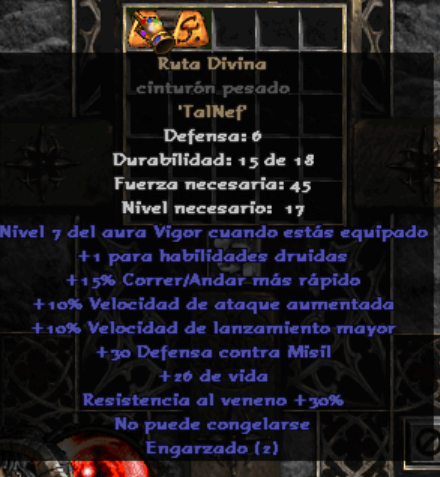 Ruta Divina
cinturón pesado
'TalNef'
Defensa: 6
Durabilidad: 15 de 18
Fuerza necesaria: 45
Nivel necesario: 17
Nivel 7 del aura Vigor cuando estás equipado
+1 para habilidades druidas
+15% Correr/Andar más rápido
+10% Velocidad de ataque aumentada
+10% Velocidad de lanzamiento mayor
+30 Defensa contra Misil
+26 de vida
Resistencia al veneno +30%
No puede congelarse
Engarzado (2)